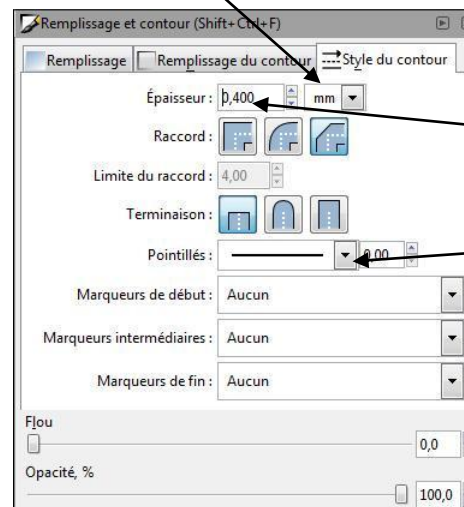 Remplissage et contour (Shift+Ctrl+F)
Remplissage Remplissage du contour Style du contour
Épaisseur : 0,400 mm
Raccord :
Limite du raccord : 4,00
Terminaison :
Pointillés : 0,00
Marqueurs de début : Aucun
Marqueurs intermédiaires : Aucun
Marqueurs de fin : Aucun
Flou
0,0
Opacité, %
100,0